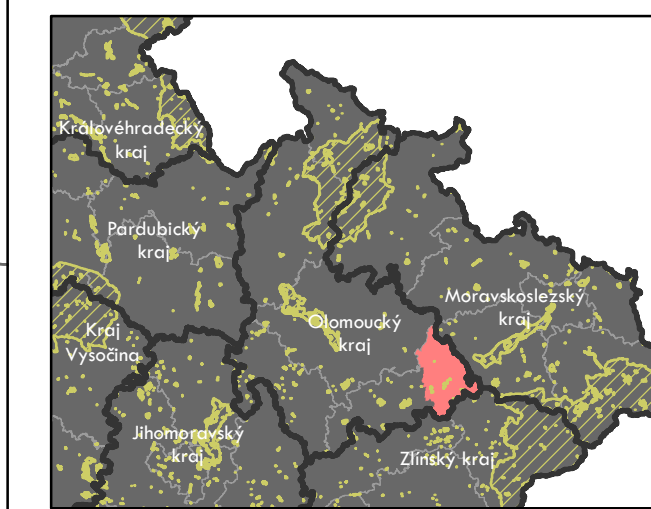 Královéhradecký
kraj
Pardubický
kraj
Moravskoslezský
kraj
Olomoucký
kraj
Kraj
Vysočina
Jihomoravský
kraj
Zlínský kraj